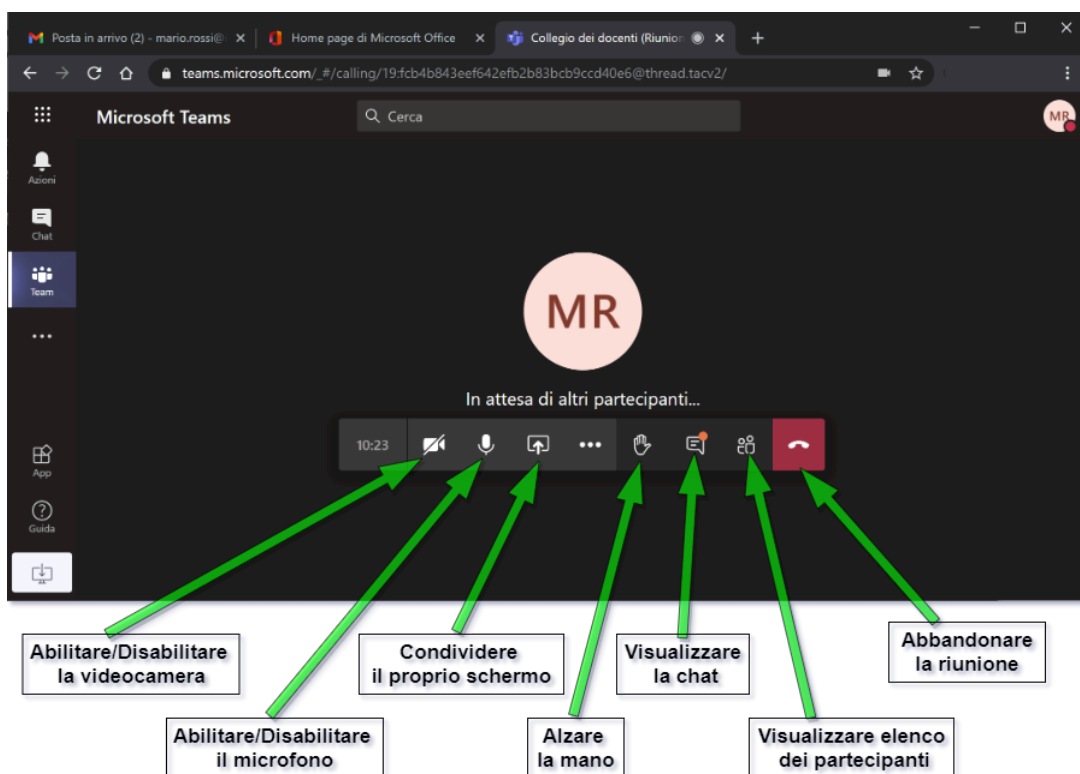 Posta in arrivo (2) - mario.rossi@
Home page di Microsoft Office
Collegio dei docenti (Riunion
teams.microsoft.com/_#/calling/19:fcb4b843eef642efb2b83bcb9ccd40e6@thread.tacv2/
Microsoft Teams
Cerca
MR
Azioni
Chat
Team
MR
In attesa di altri partecipanti...
10:23
App
Guida
Abilitare/Disabilitare
la videocamera
Condividere
il proprio schermo
Visualizzare
la chat
Abbandonare
la riunione
Abilitare/Disabilitare
il microfono
Alzare
la mano
Visualizzare elenco
dei partecipanti